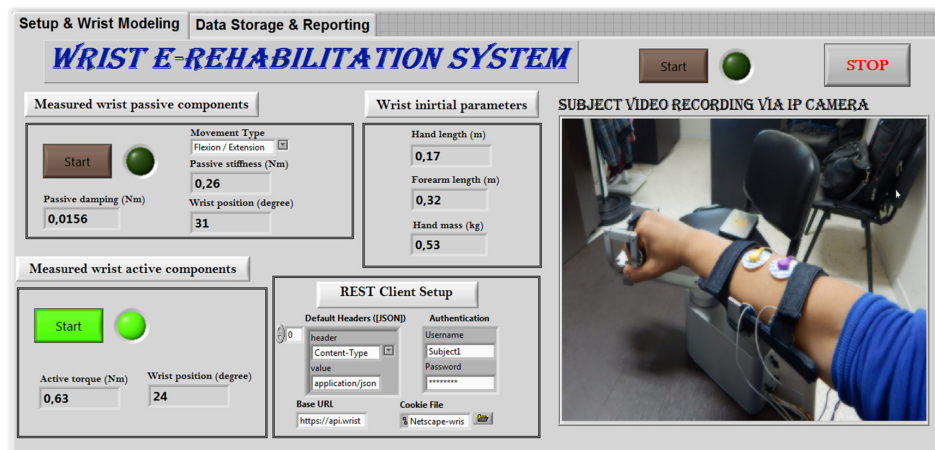 Setup & Wrist Modeling
Data Storage & Reporting
WRIST E-REHABILITATION SYSTEM
Start
STOP
Measured wrist passive components
Start
Movement Type
Flexion / Extension
Passive stiffness (Nm)
0,26
Passive damping (Nm)
0,0156
Wrist position (degree)
31
Wrist inirtial parameters
Hand length (m)
0,17
Forearm length (m)
0,32
Hand mass (kg)
0,53
SUBJECT VIDEO RECORDING VIA IP CAMERA
Measured wrist active components
Start
Active torque (Nm)
0,63
Wrist position (degree)
24
REST Client Setup
Default Headers ([JSON])
0
header
Content-Type
value
application/json
Authentication
Username
Subject1
Password
********
Base URL
https://api.wrist
Cookie File
Netscape-wris